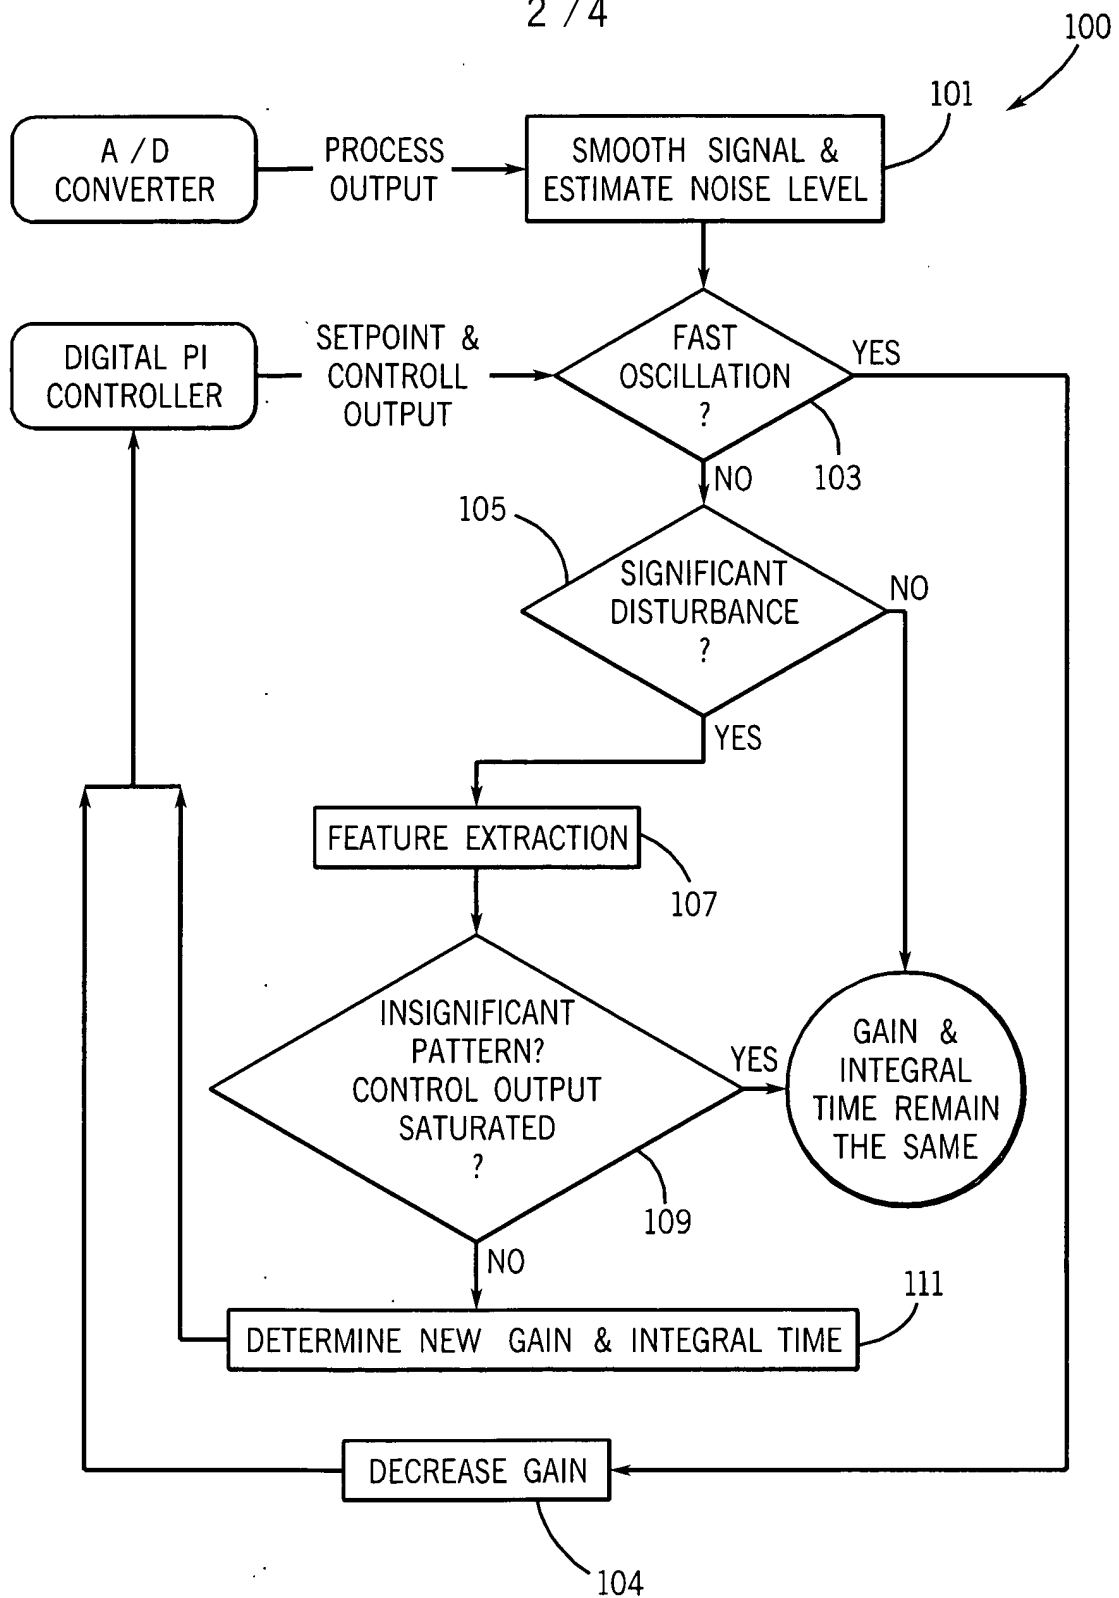 2 / 4
100
101
A / D
CONVERTER
PROCESS
OUTPUT
SMOOTH SIGNAL &
ESTIMATE NOISE LEVEL
DIGITAL PI
CONTROLLER
SETPOINT &
CONTROLL
OUTPUT
FAST
OSCILLATION
?
YES
103
NO
105
SIGNIFICANT
DISTURBANCE
?
NO
YES
FEATURE EXTRACTION
107
INSIGNIFICANT
PATTERN?
CONTROL OUTPUT
SATURATED
?
YES
GAIN &
INTEGRAL
TIME REMAIN
THE SAME
109
NO
111
DETERMINE NEW GAIN & INTEGRAL TIME
DECREASE GAIN
104